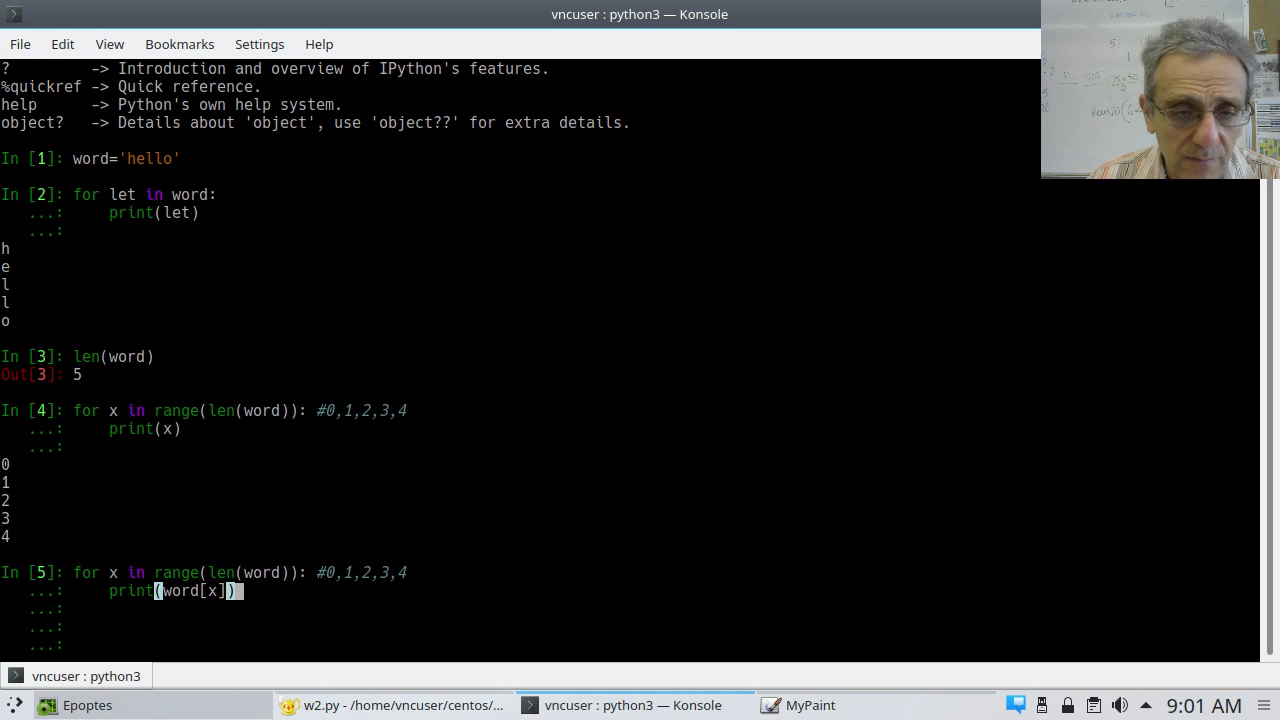 vncuser : python3 — Konsole
File Edit View Bookmarks Settings Help
? -> Introduction and overview of IPython's features.
%quickref -> Quick reference.
help -> Python's own help system.
object? -> Details about 'object', use 'object??' for extra details.
In [1]: word='hello'
In [2]: for let in word:
...: print(let)
...:
h
e
l
l
o
In [3]: len(word)
Out[3]: 5
In [4]: for x in range(len(word)): #0,1,2,3,4
...: print(x)
...:
0
1
2
3
4
In [5]: for x in range(len(word)): #0,1,2,3,4
...: print(word[x])
...:
...:
...:
vncuser : python3
Epoptes
w2.py - /home/vncuser/centos/...
vncuser : python3 — Konsole
MyPaint
9:01 AM